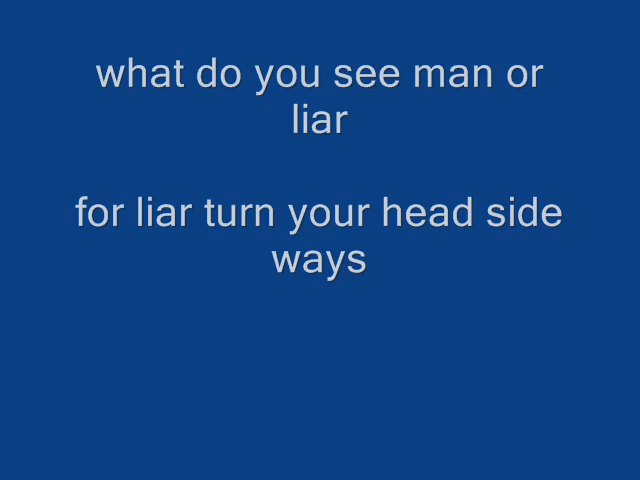 what do you see man or
liar
for liar turn your head side
ways